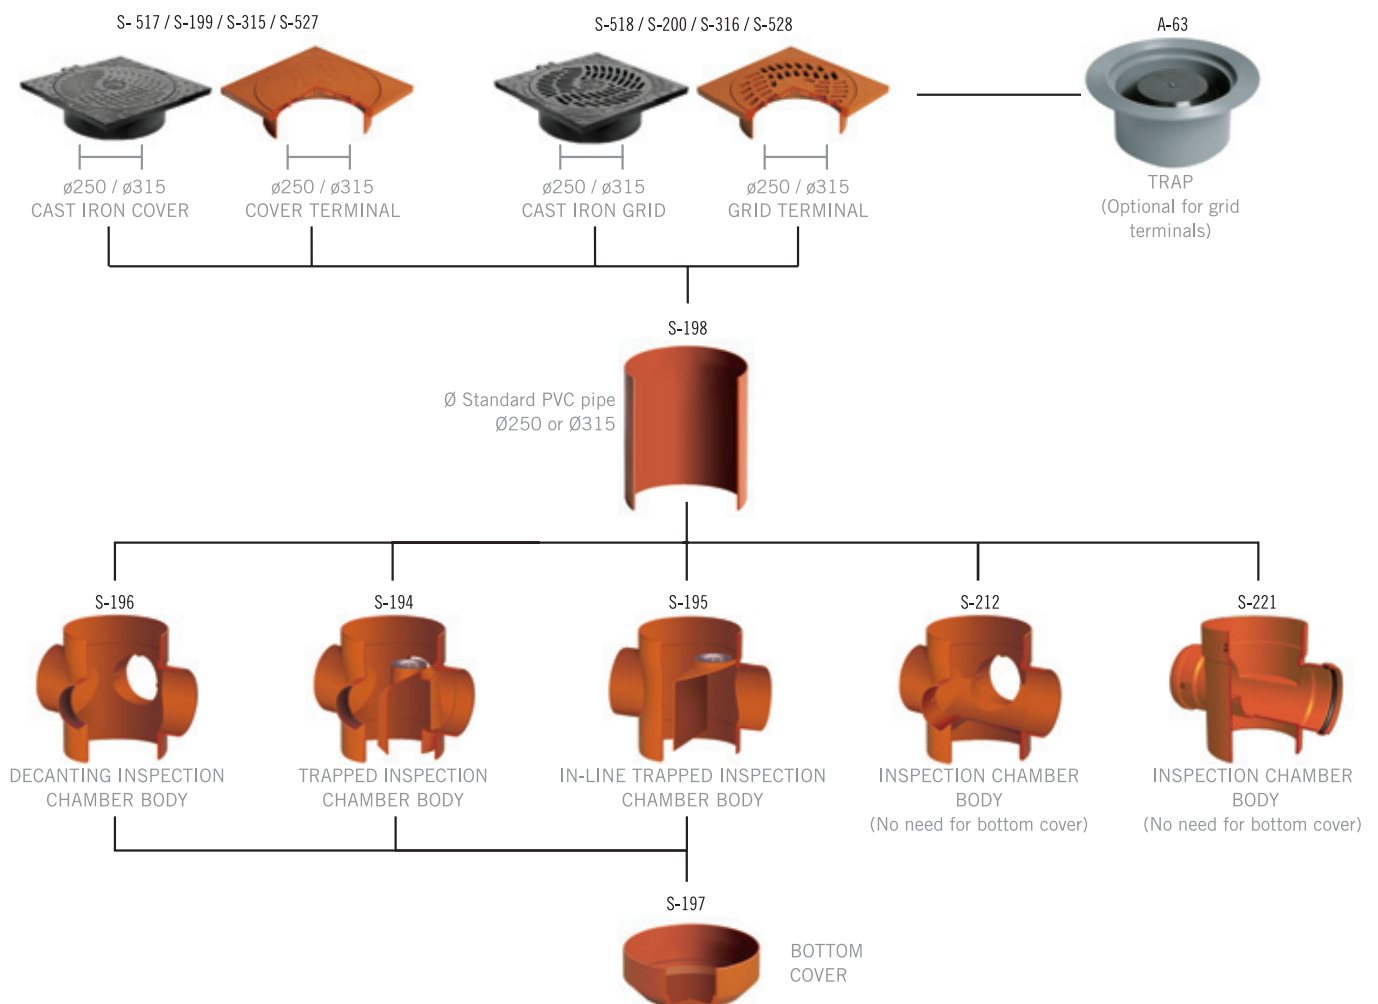 S- 517 / S-199 / S-315 / S-527
S-518 / S-200 / S-316 / S-528
A-63
ø250 / ø315
CAST IRON COVER
ø250 / ø315
COVER TERMINAL
ø250 / ø315
CAST IRON GRID
ø250 / ø315
GRID TERMINAL
TRAP
(Optional for grid
terminals)
S-198
Ø Standard PVC pipe
Ø250 or Ø315
S-196
S-194
S-195
S-212
S-221
DECANTING INSPECTION
CHAMBER BODY
TRAPPED INSPECTION
CHAMBER BODY
IN-LINE TRAPPED INSPECTION
CHAMBER BODY
INSPECTION CHAMBER
BODY
(No need for bottom cover)
INSPECTION CHAMBER
BODY
(No need for bottom cover)
S-197
BOTTOM
COVER